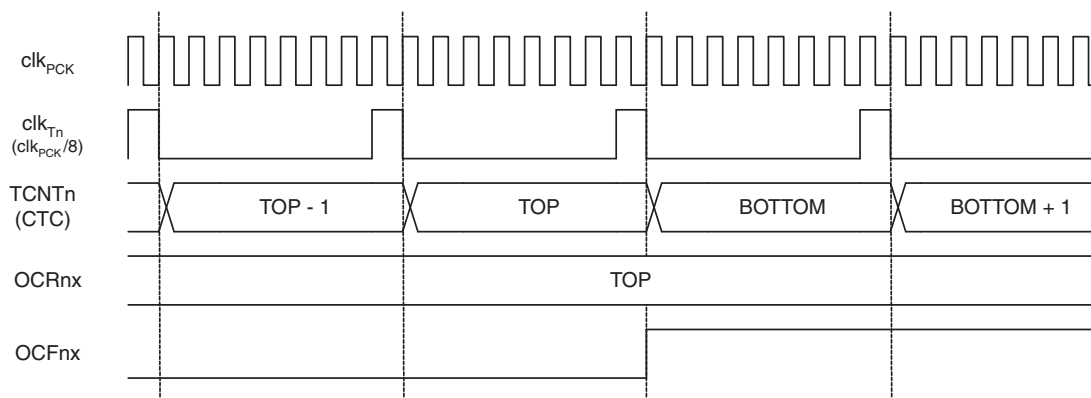 clkPCK
clkTn
(clkPCK/8)
TCNTn
(CTC)
TOP - 1
TOP
BOTTOM
BOTTOM + 1
OCRnx
TOP
OCFnx